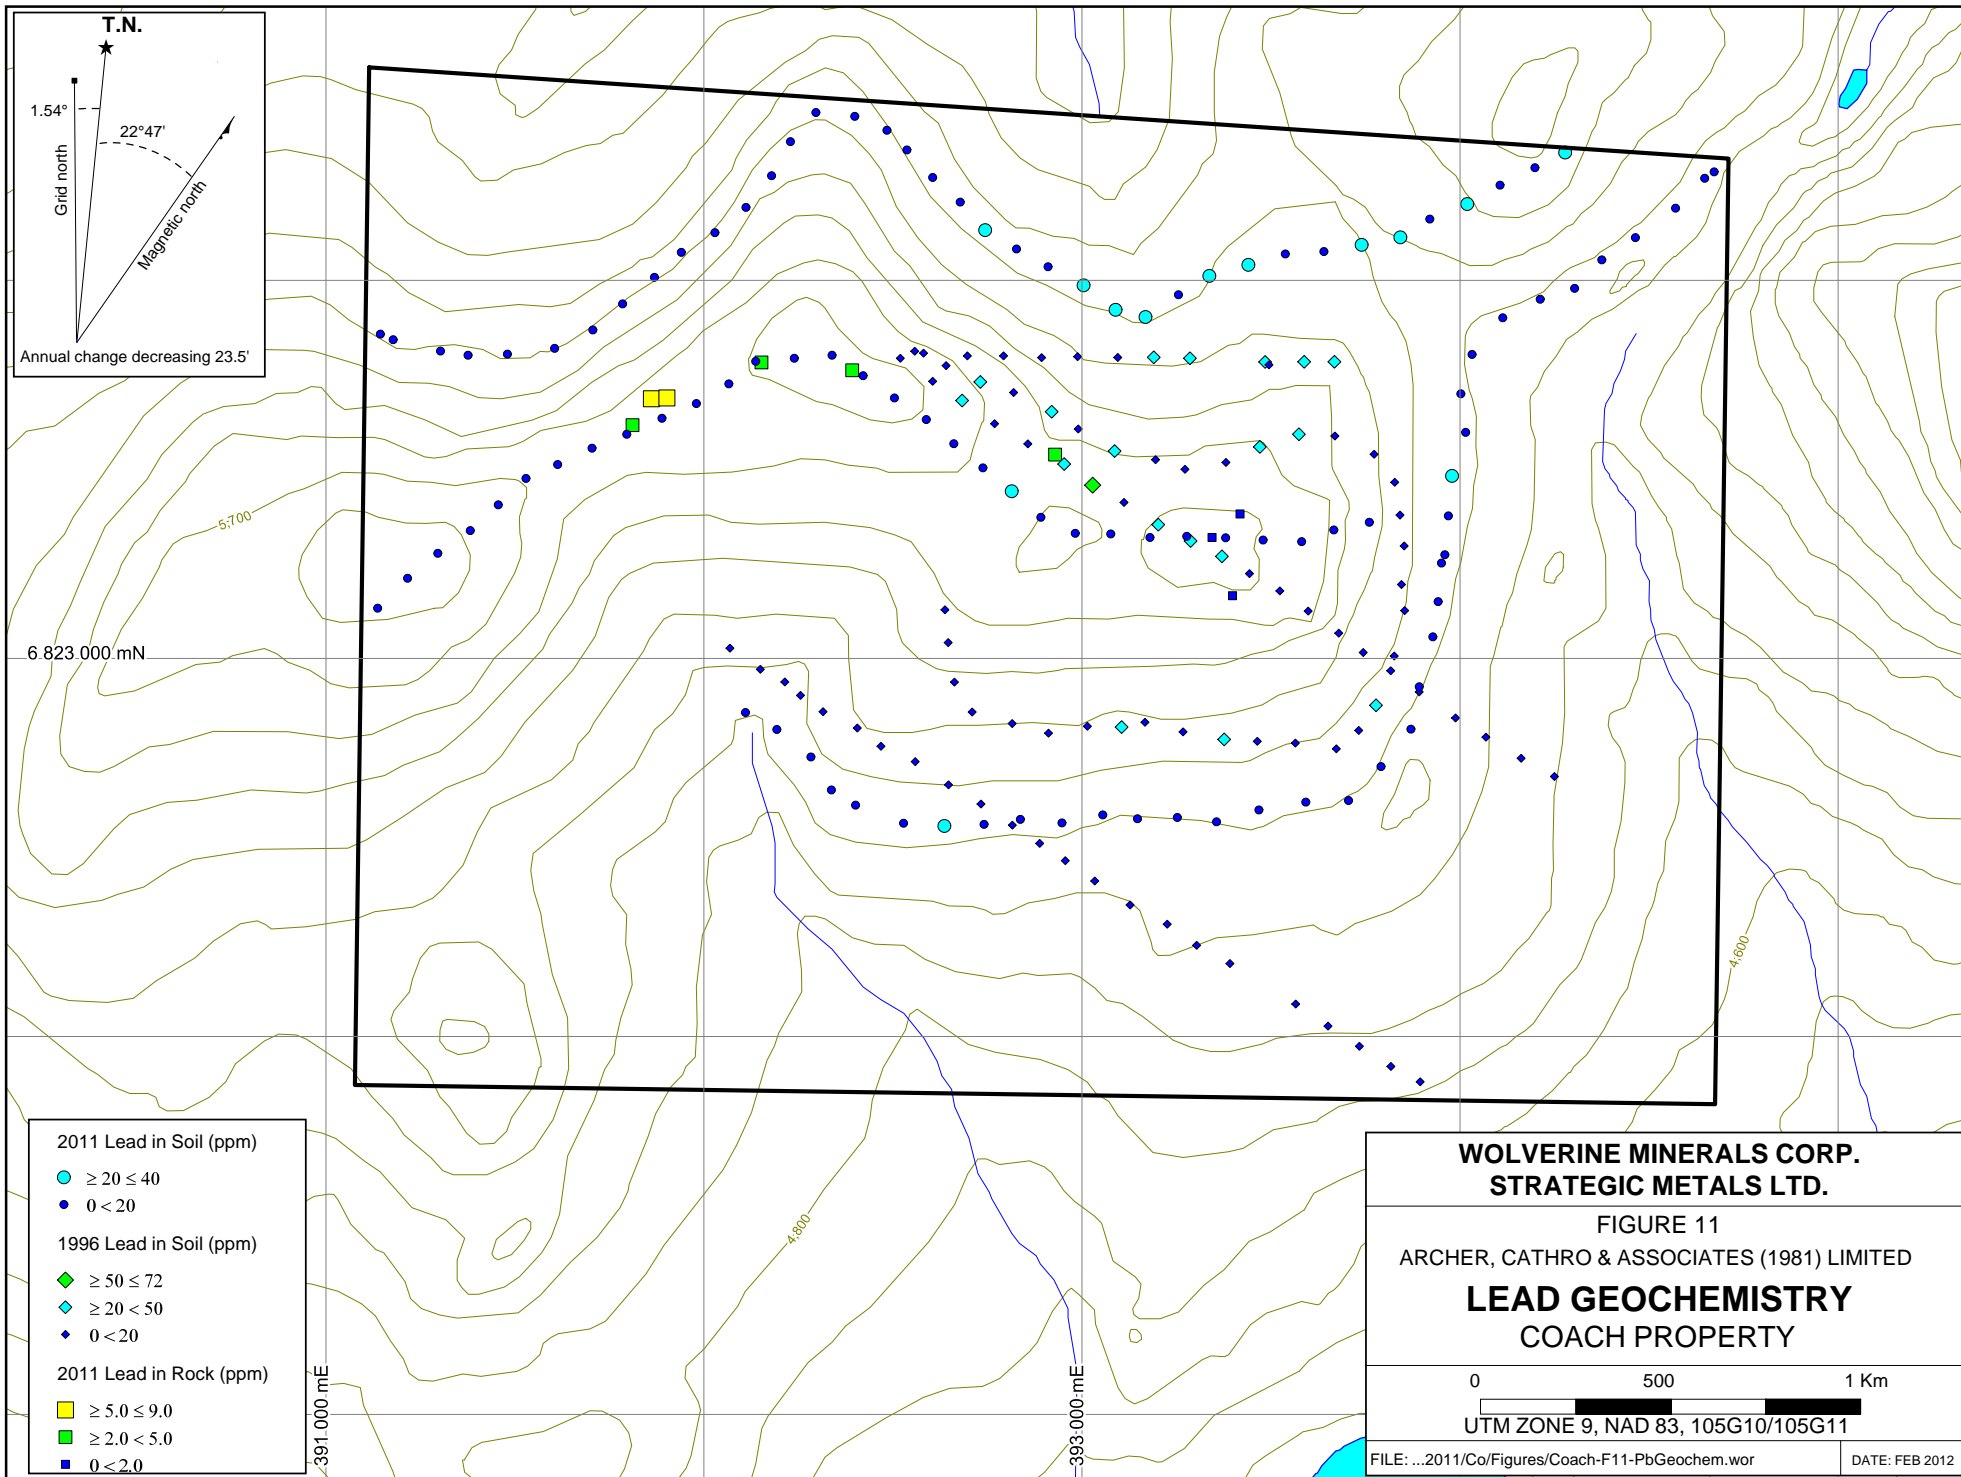 T.N.
1.54°
22°47'
Grid north
Magnetic north
Annual change decreasing 23.5'
5,700
6 823 000 mN
4,600
4,800
391 000 mE
393 000 mE
2011 Lead in Soil (ppm)
≥ 20 ≤ 40
0 < 20
1996 Lead in Soil (ppm)
≥ 50 ≤ 72
≥ 20 < 50
0 < 20
2011 Lead in Rock (ppm)
≥ 5.0 ≤ 9.0
≥ 2.0 < 5.0
0 < 2.0
WOLVERINE MINERALS CORP.
STRATEGIC METALS LTD.
FIGURE 11
ARCHER, CATHRO & ASSOCIATES (1981) LIMITED
LEAD GEOCHEMISTRY
COACH PROPERTY
0 500 1 Km
UTM ZONE 9, NAD 83, 105G10/105G11
FILE: ...2011/Co/Figures/Coach-F11-PbGeochem.wor
DATE: FEB 2012